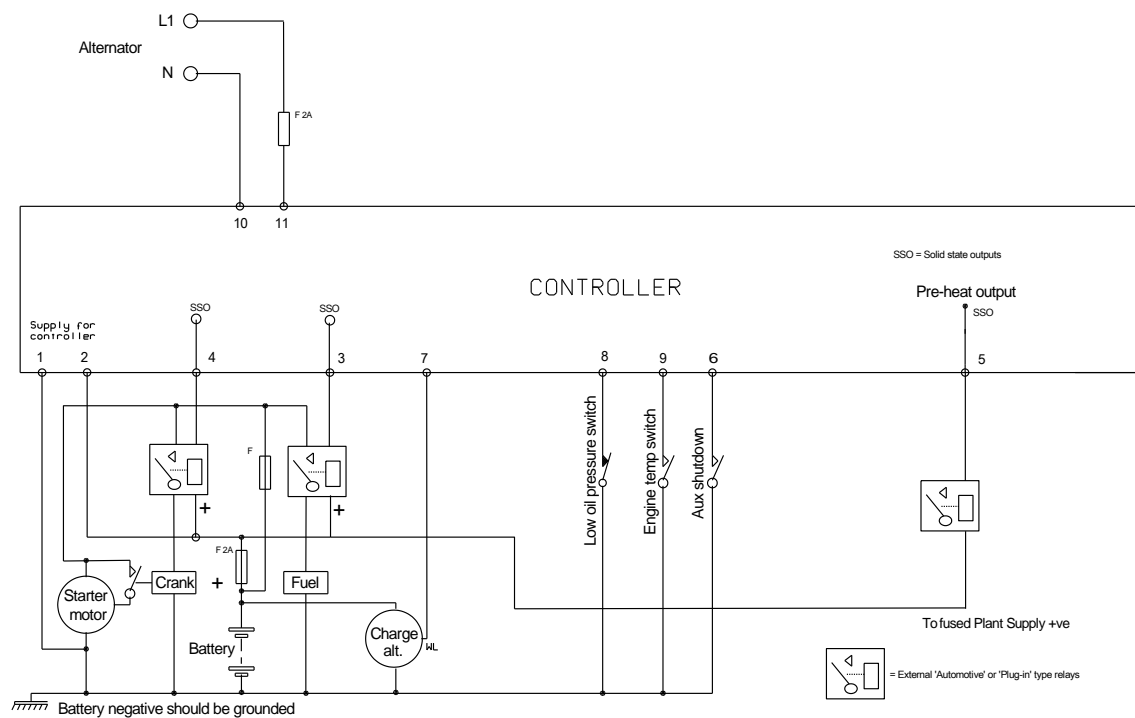 L1
Alternator
N
F 2A
10
11
SSO = Solid state outputs
CONTROLLER
Pre-heat output
SSO
SSO
SSO
Supply for
controller
1
2
4
3
7
8
9
6
5
Low oil pressure switch
Engine temp switch
Aux shutdown
F
+
+
F 2A
Starter
motor
Crank
+
Fuel
Charge
alt.
WL
Battery
To fused Plant Supply +ve
= External 'Automotive' or 'Plug-in' type relays
Battery negative should be grounded